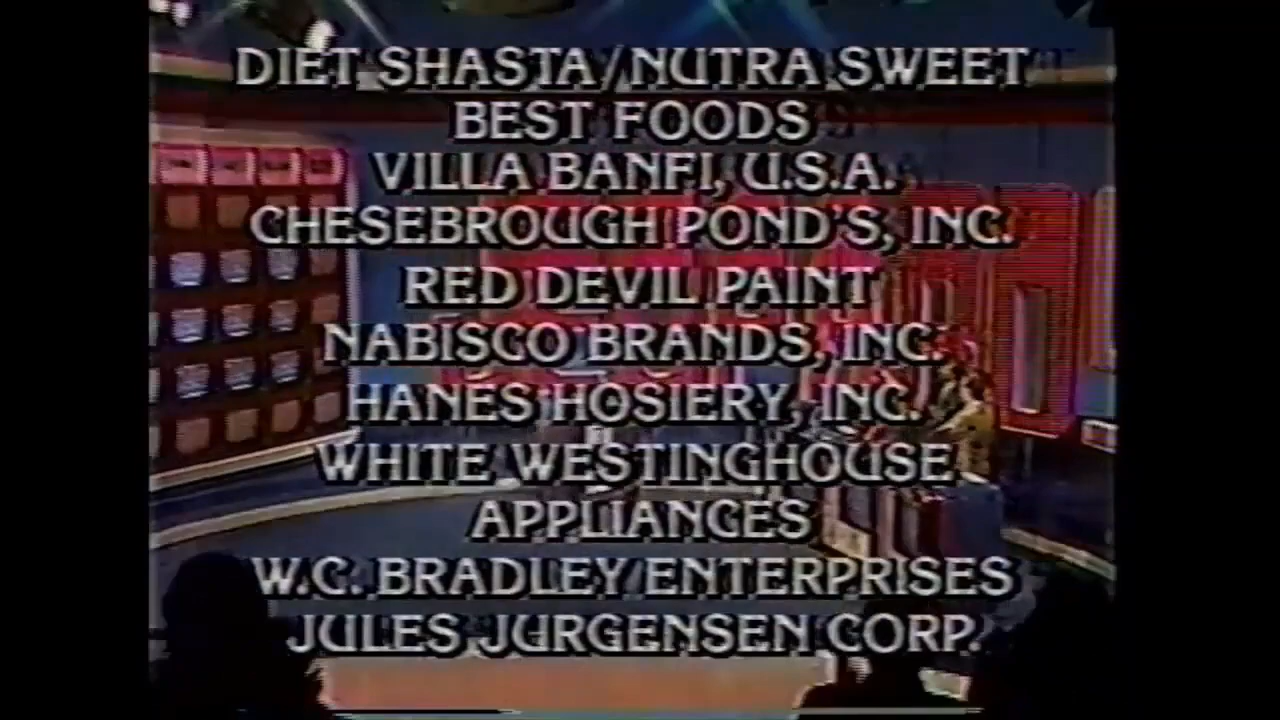 DIET SHASTA/NUTRA SWEET
BEST FOODS
VILLA BANFI, U.S.A.
CHESEBROUGH POND'S, INC.
RED DEVIL PAINT
NABISCO BRANDS, INC.
HANES HOSIERY, INC.
WHITE WESTINGHOUSE
APPLIANCES
W.C. BRADLEY ENTERPRISES
JULES JURGENSEN CORP.